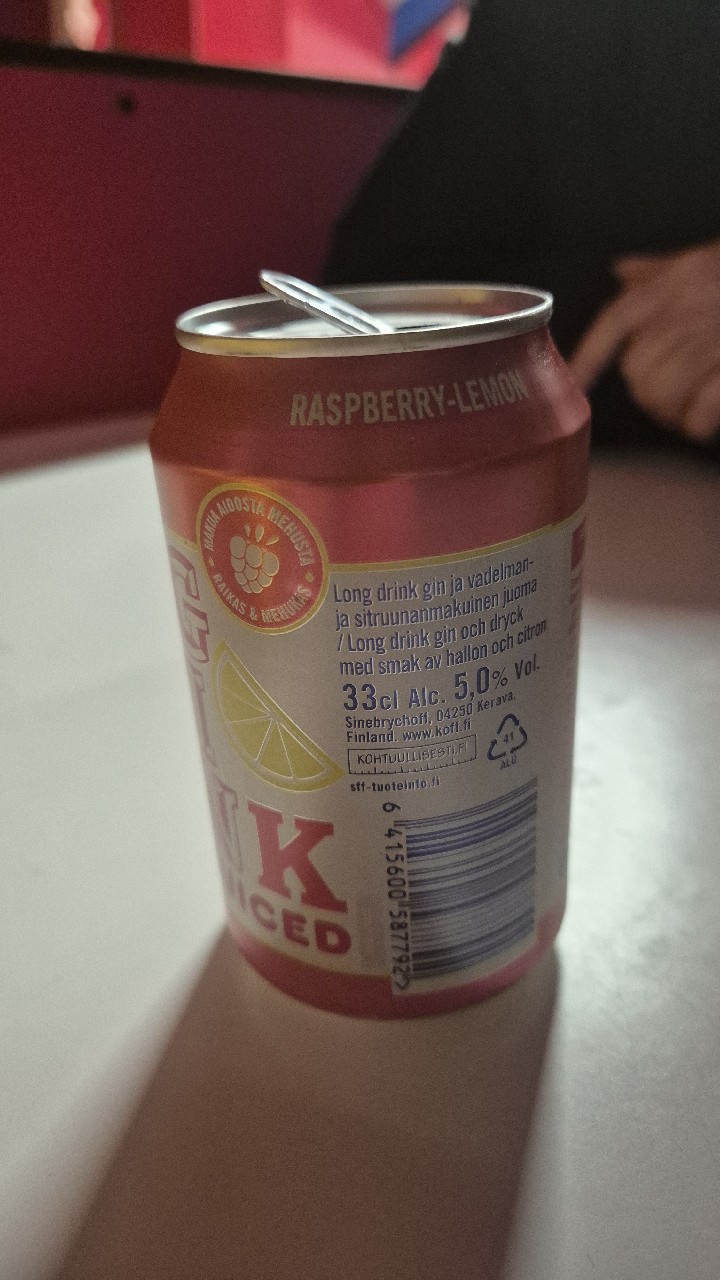 RASPBERRY-LEMON
MAKUA AIDOSTA MEHUSTA
• RAIKAS & MEHUKAS •
G
Long drink gin ja vadelman-
ja sitruunanmakuinen juoma
/ Long drink gin och dryck
med smak av hallon och citron
33cl Alc. 5,0% Vol.
Sinebrychoff, 04250 Kerava,
Finland. www.koff.fi
KOHTUULLISESTI.FI
41
ALU
sff-tuoteinfo.fi
NK
ICED
6 415600 587792